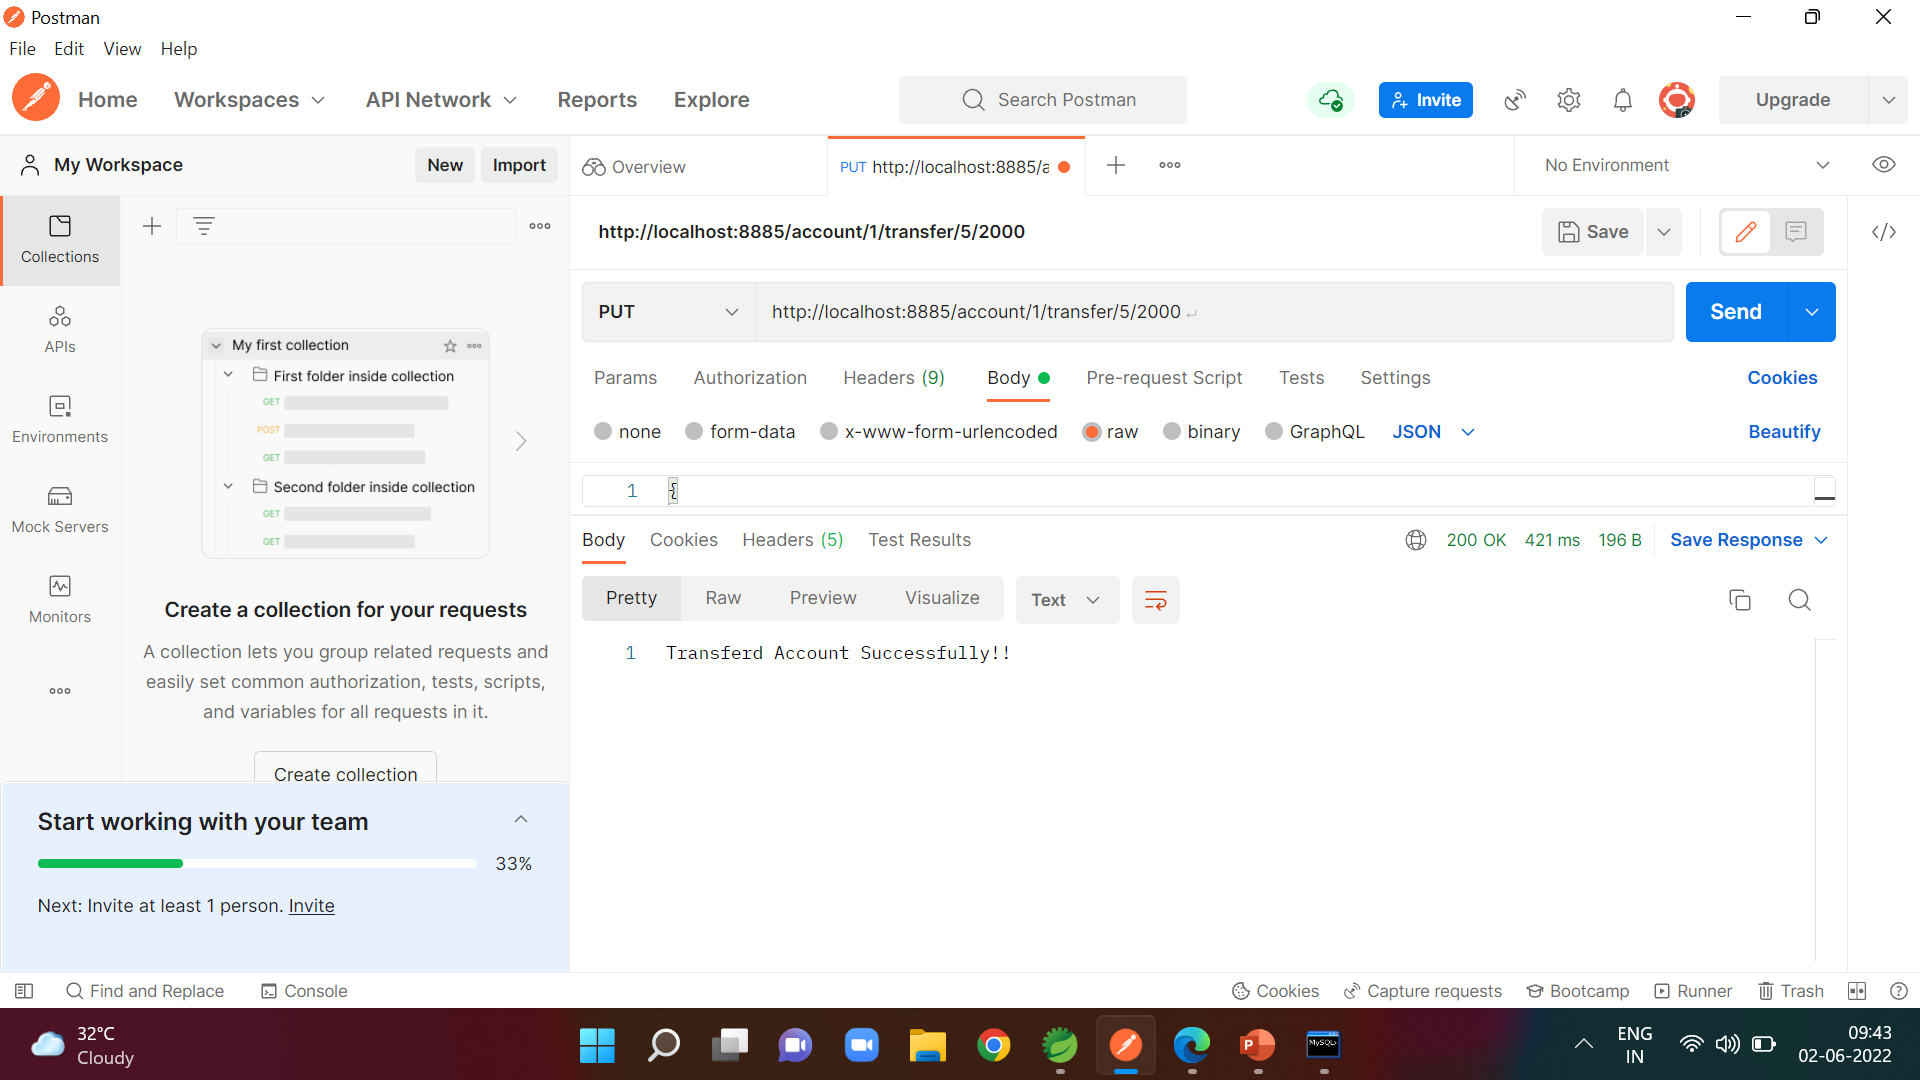 Postman
File Edit View Help
Home Workspaces API Network Reports Explore Search Postman Invite Upgrade
My Workspace New Import Overview PUT http://localhost:8885/a No Environment
Collections
http://localhost:8885/account/1/transfer/5/2000 Save
PUT http://localhost:8885/account/1/transfer/5/2000
Send
APIs
Params Authorization Headers (9) Body Pre-request Script Tests Settings Cookies
Environments
none form-data x-www-form-urlencoded raw binary GraphQL JSON Beautify
My first collection
First folder inside collection
GET
POST
GET
Second folder inside collection
GET
GET
1 {
Mock Servers
Body Cookies Headers (5) Test Results 200 OK 421 ms 196 B Save Response
Pretty Raw Preview Visualize Text
Monitors
1 Transferd Account Successfully!!
Create a collection for your requests
A collection lets you group related requests and
easily set common authorization, tests, scripts,
and variables for all requests in it.
Create collection
Start working with your team
33%
Next: Invite at least 1 person. Invite
Find and Replace Console Cookies Capture requests Bootcamp Runner Trash
32°C
Cloudy
P
MySQL>
ENG
IN
09:43
02-06-2022